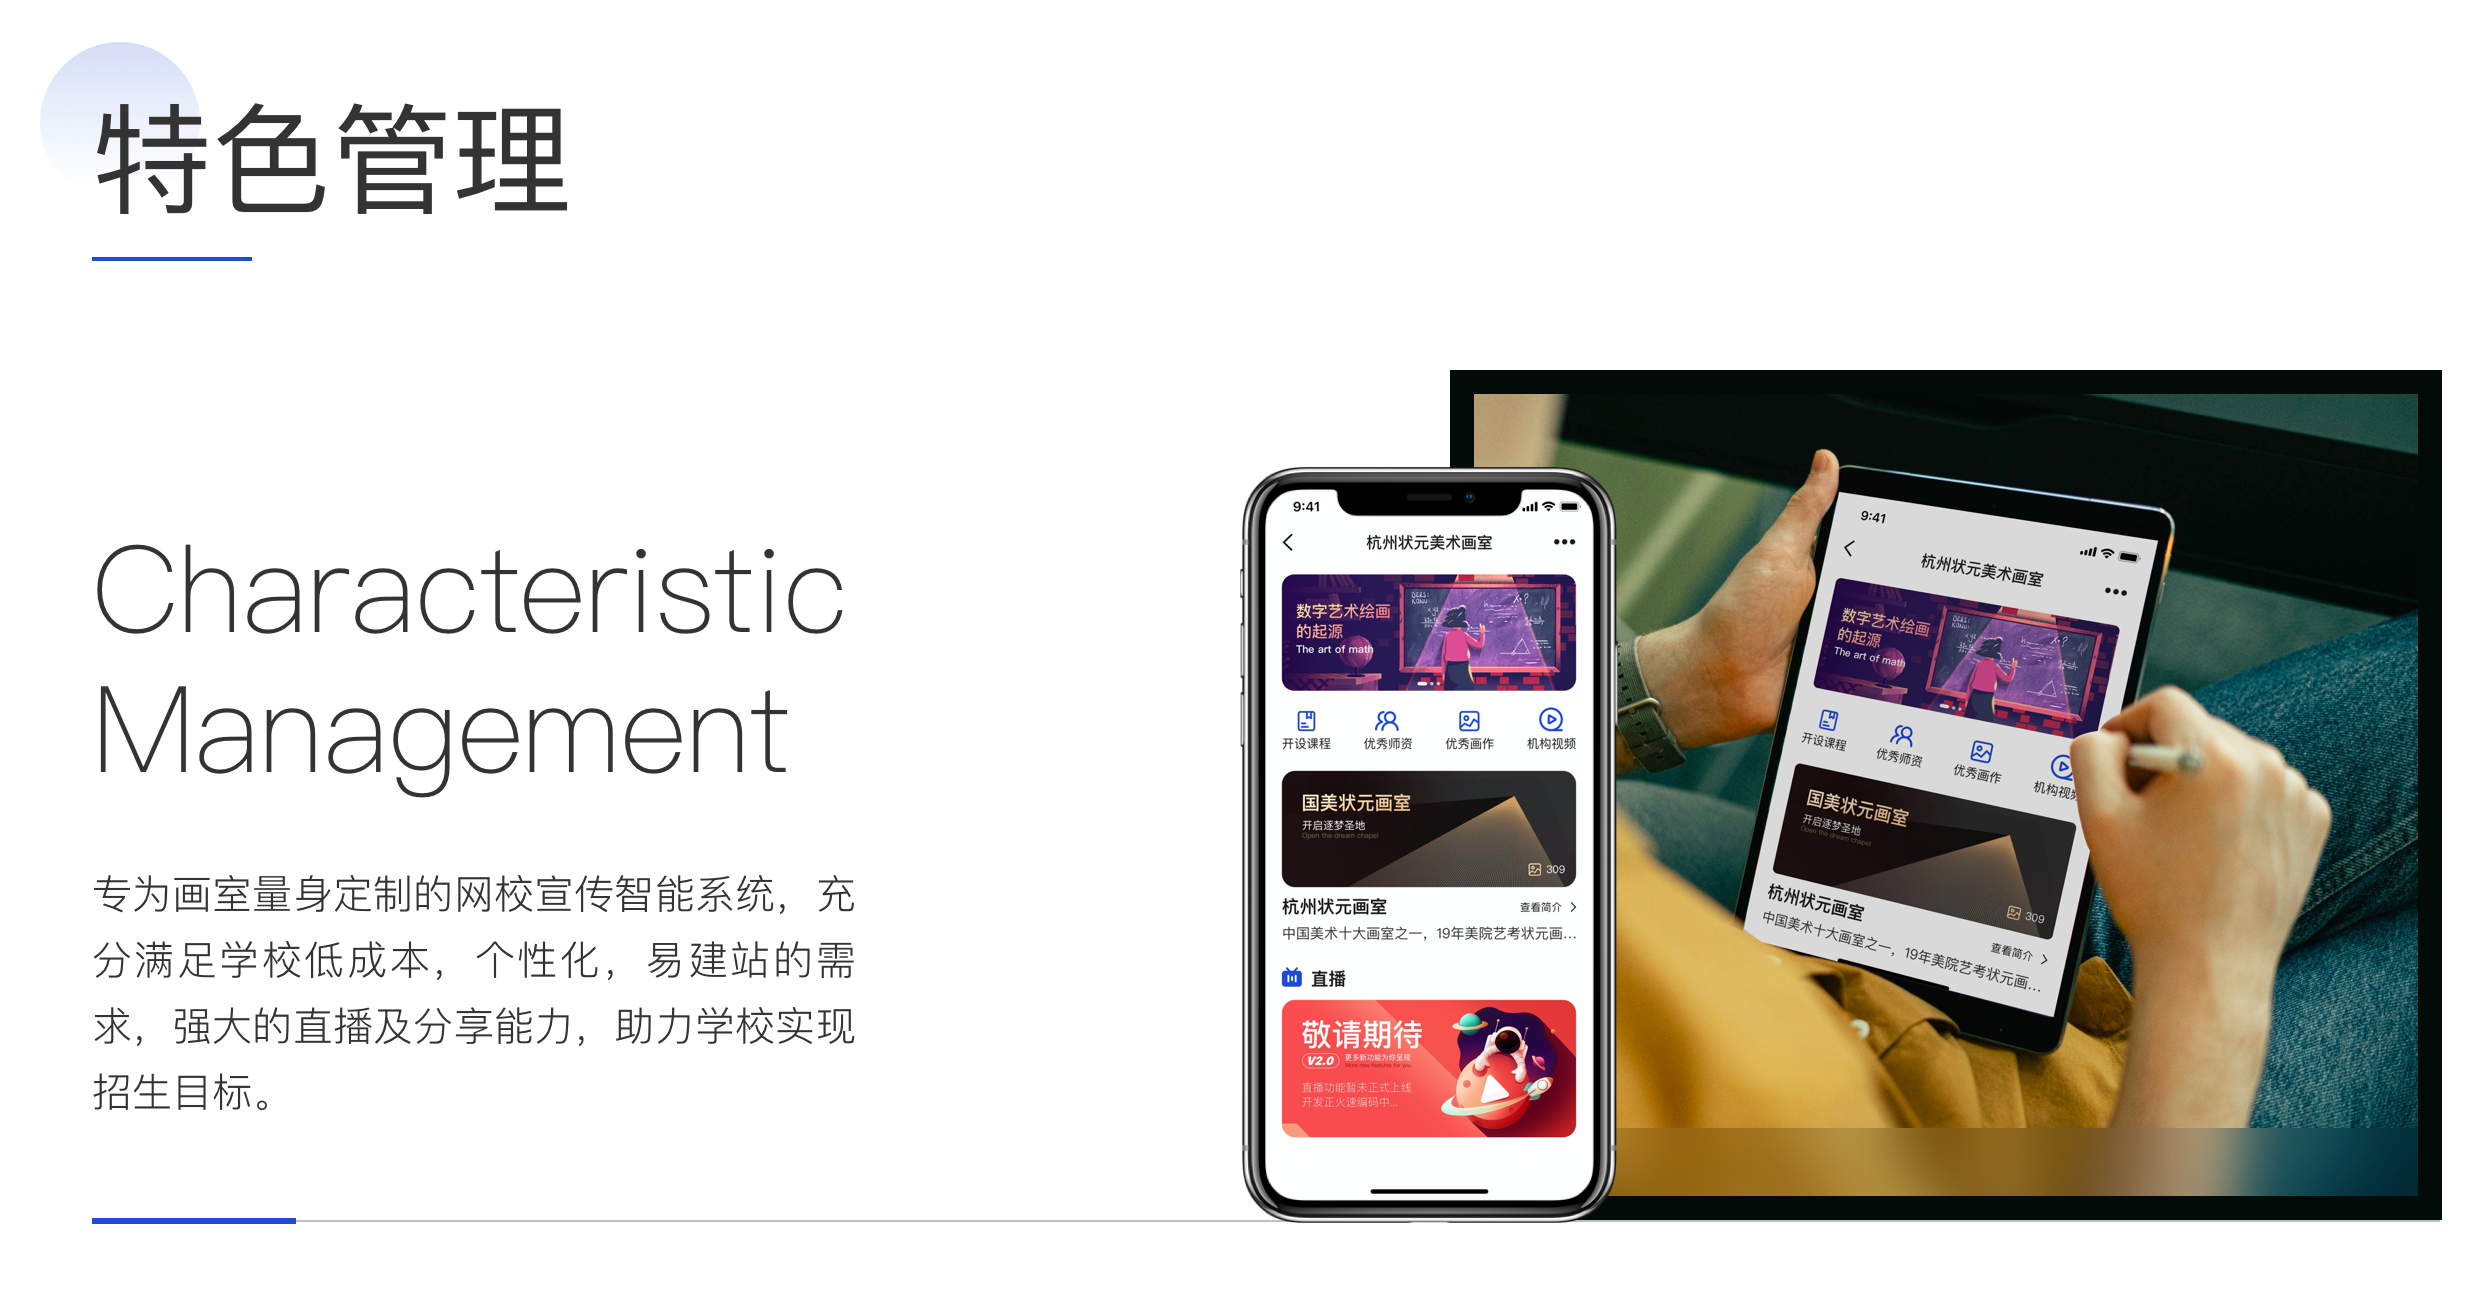 特色管理
Characteristic
Management
专为画室量身定制的网校宣传智能系统，充
分满足学校低成本，个性化，易建站的需
求，强大的直播及分享能力，助力学校实现
招生目标。
9:41
杭州状元美术画室
数字艺术绘画
的起源
The art of math
DERS:
KONU:
开设课程 优秀师资 优秀画作 机构视频
国美状元画室
开启逐梦圣地
Open the dream chapel
309
杭州状元画室 查看简介
中国美术十大画室之一，19年美院艺考状元画...
直播
敬请期待
V2.0 更多新功能为你呈现
More new features for you
直播功能暂未正式上线
开发正火速编码中...
9:41
杭州状元美术画室
数字艺术绘画
的起源
The art of math
DERS:
KONU:
开设课程 优秀师资 优秀画作 机构视频
国美状元画室
开启逐梦圣地
Open the dream chapel
309
杭州状元画室
查看简介
中国美术十大画室之一，19年美院艺考状元画...